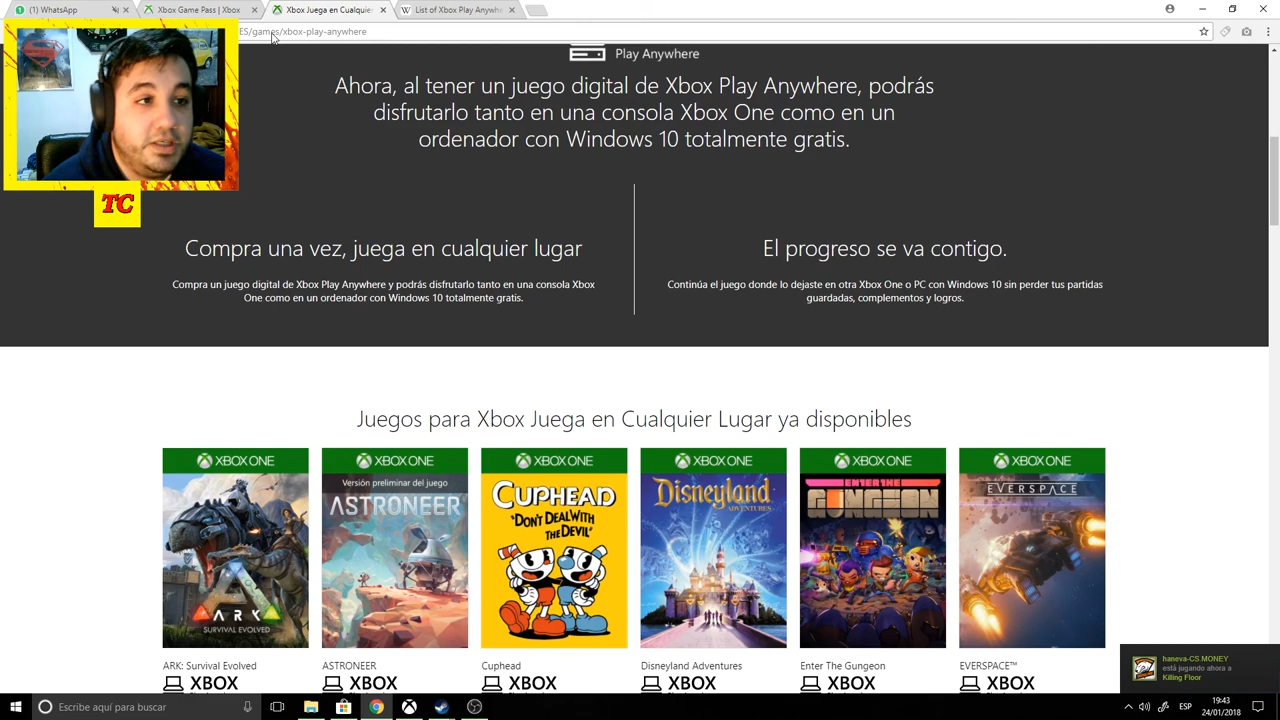 (1) WhatsApp
Xbox Game Pass | Xbox
Xbox Juega en Cualquie
List of Xbox Play Anywhe
ES/games/xbox-play-anywhere
TC
Play Anywhere
Ahora, al tener un juego digital de Xbox Play Anywhere, podrás
disfrutarlo tanto en una consola Xbox One como en un
ordenador con Windows 10 totalmente gratis.
Compra una vez, juega en cualquier lugar
Compra un juego digital de Xbox Play Anywhere y podrás disfrutarlo tanto en una consola Xbox
One como en un ordenador con Windows 10 totalmente gratis.
El progreso se va contigo.
Continúa el juego donde lo dejaste en otra Xbox One o PC con Windows 10 sin perder tus partidas
guardadas, complementos y logros.
Juegos para Xbox Juega en Cualquier Lugar ya disponibles
XBOX ONE
ARK
SURVIVAL EVOLVED
ARK: Survival Evolved
XBOX
XBOX ONE
Versión preliminar del juego
ASTRONEER
ASTRONEER
XBOX
XBOX ONE
CUPHEAD
"DON'T DEAL WITH
THE DEVIL"
Cuphead
XBOX
XBOX ONE
Disneyland
ADVENTURES
Disneyland Adventures
XBOX
XBOX ONE
ENTER THE
GUNGEON
Enter The Gungeon
XBOX
XBOX ONE
EVERSPACE
EVERSPACE™
XBOX
haneva-CS.MONEY
está jugando ahora a
Killing Floor
Escribe aquí para buscar
ESP
19:43
24/01/2018